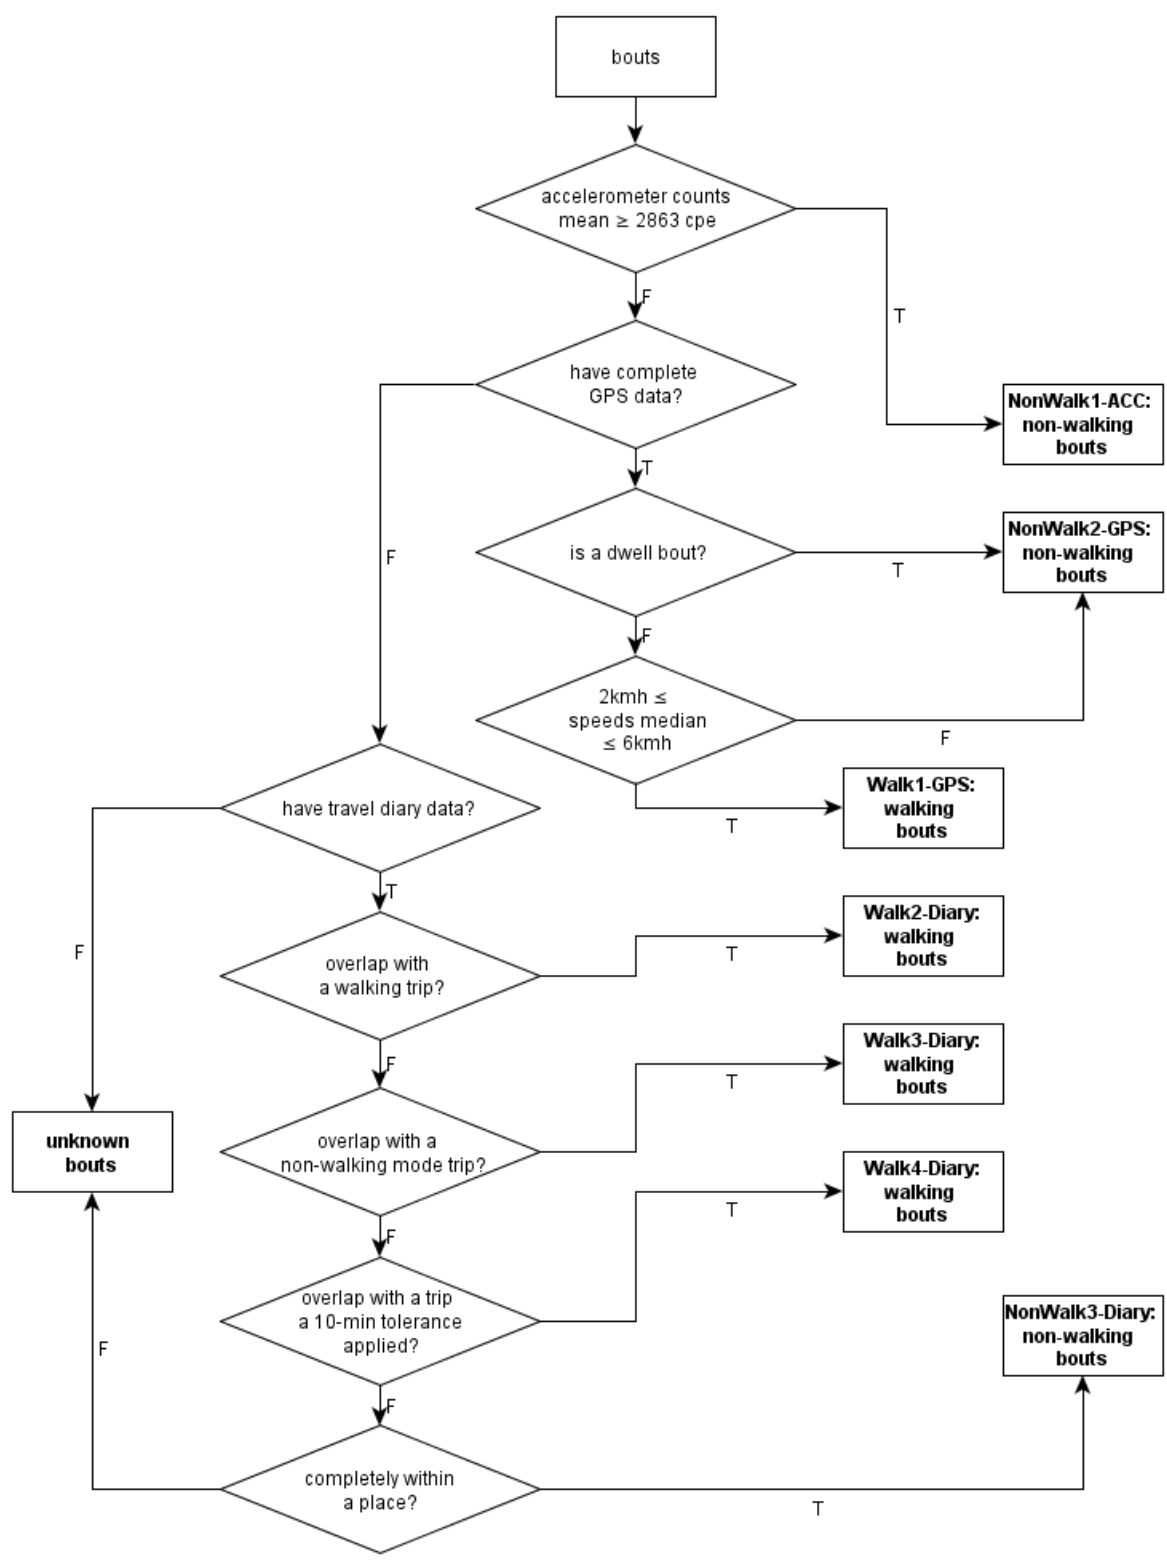 bouts
accelerometer counts
mean ≥ 2863 cpe
T
F
have complete
GPS data?
NonWalk1-ACC:
non-walking
bouts
T
F
is a dwell bout?
T
NonWalk2-GPS:
non-walking
bouts
F
2kmh ≤
speeds median
≤ 6kmh
F
T
Walk1-GPS:
walking
bouts
have travel diary data?
F
T
overlap with
a walking trip?
T
Walk2-Diary:
walking
bouts
F
overlap with a
non-walking mode trip?
T
Walk3-Diary:
walking
bouts
unknown
bouts
F
overlap with a trip
a 10-min tolerance
applied?
T
Walk4-Diary:
walking
bouts
F
F
completely within
a place?
T
NonWalk3-Diary:
non-walking
bouts